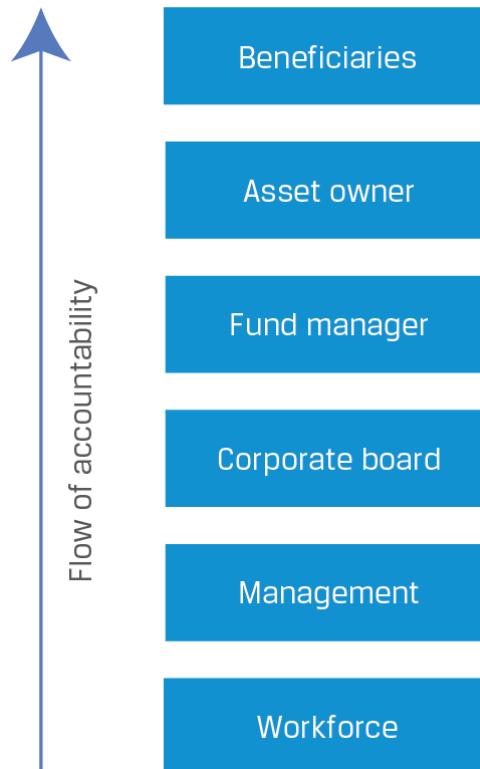 Beneficiaries
Asset owner
Fund manager
Corporate board
Management
Workforce
Flow of accountability